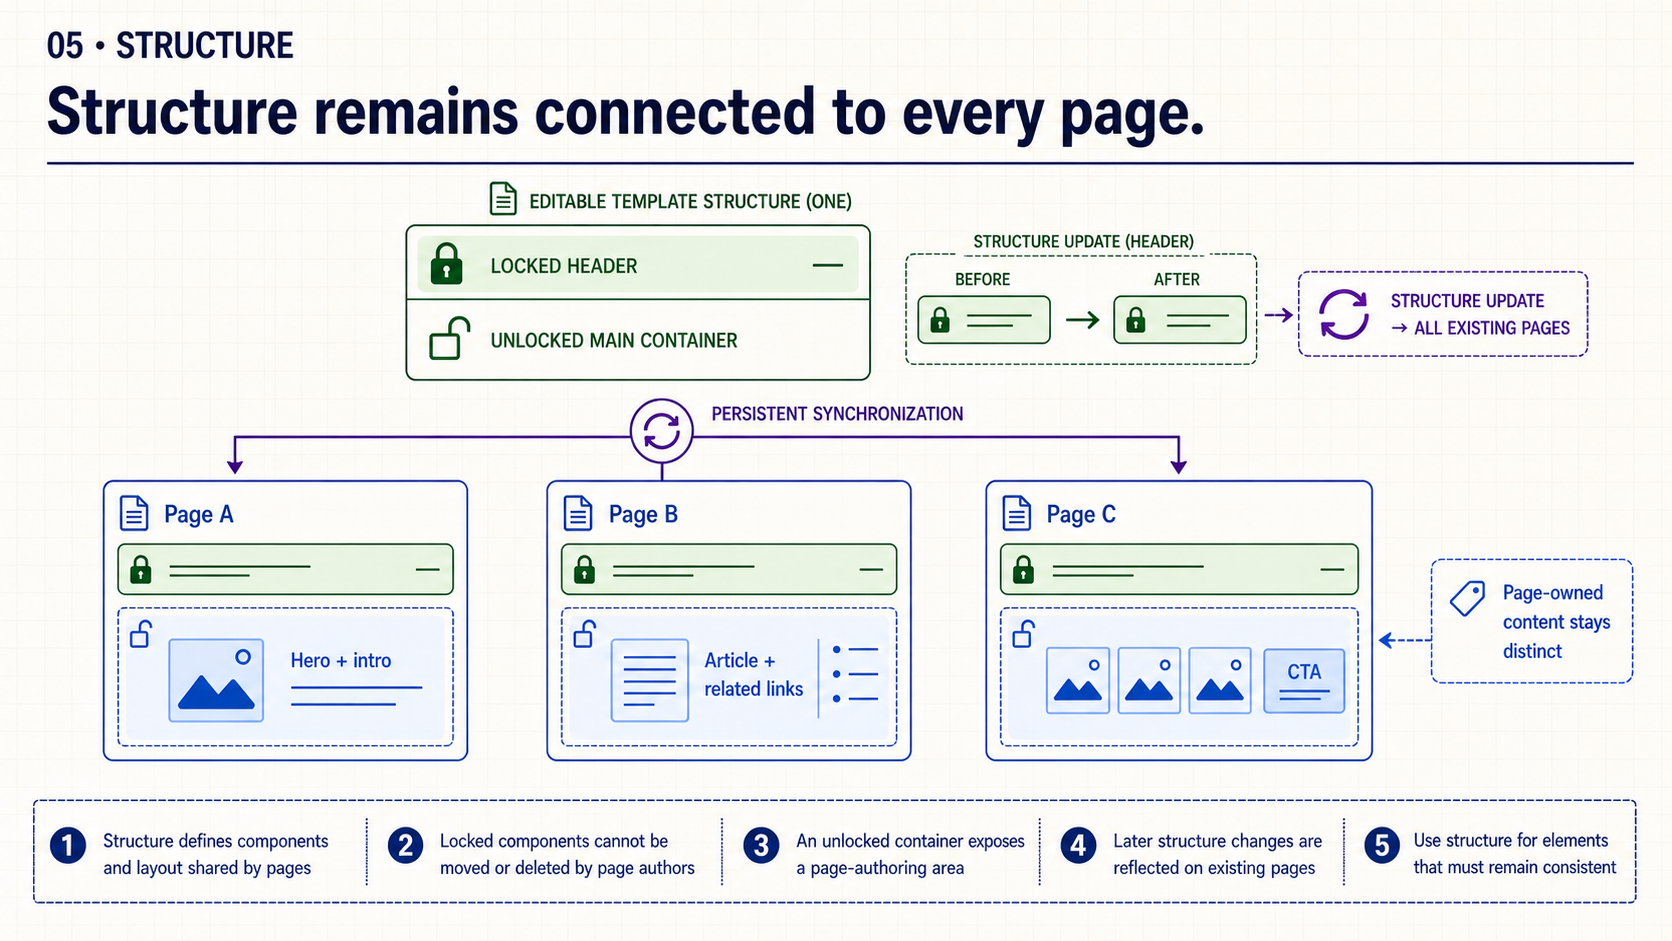 05 • STRUCTURE
Structure remains connected to every page.
EDITABLE TEMPLATE STRUCTURE (ONE)
LOCKED HEADER
UNLOCKED MAIN CONTAINER
STRUCTURE UPDATE (HEADER)
BEFORE
AFTER
STRUCTURE UPDATE
→ ALL EXISTING PAGES
PERSISTENT SYNCHRONIZATION
Page A
Hero + intro
Page B
Article +
related links
Page C
CTA
Page-owned
content stays
distinct
1
Structure defines components
and layout shared by pages
2
Locked components cannot be
moved or deleted by page authors
3
An unlocked container exposes
a page-authoring area
4
Later structure changes are
reflected on existing pages
5
Use structure for elements
that must remain consistent